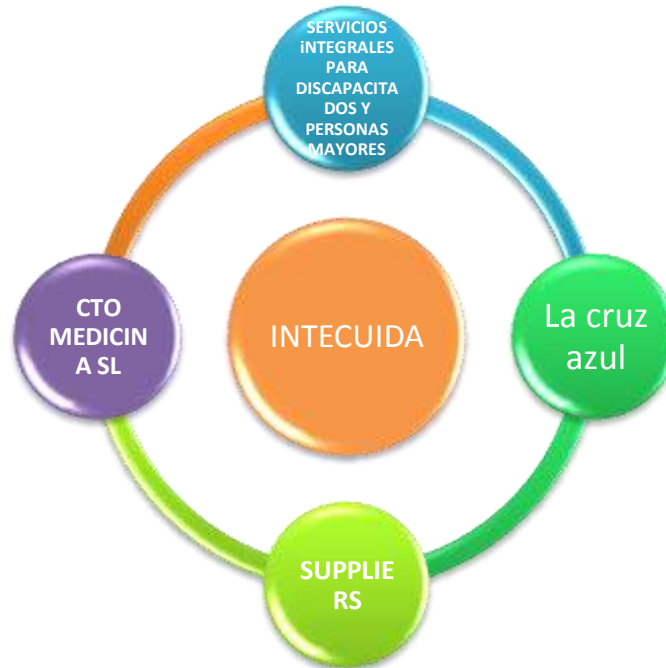 SERVICIOS
iNTEGRALES
PARA
DISCAPACITA
DOS Y
PERSONAS
MAYORES
CTO
MEDICIN
A SL
INTECUIDA
La cruz
azul
SUPPLIE
RS